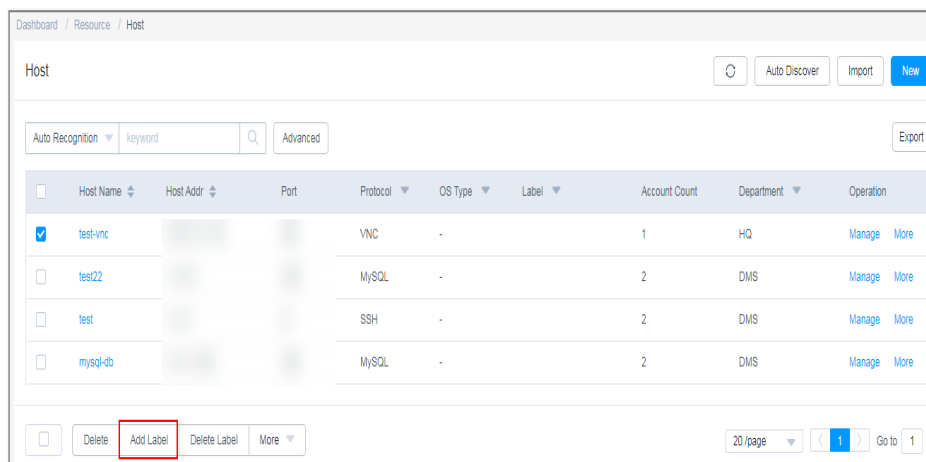 Dashboard / Resource / Host
Host Auto Discover Import New
Auto Recognition keyword Advanced Export
Host Name Host Addr Port Protocol OS Type Label Account Count Department Operation
test-vnc VNC - 1 HQ Manage More
test22 MySQL - 2 DMS Manage More
test SSH - 2 DMS Manage More
mysql-db MySQL - 2 DMS Manage More
Delete Add Label Delete Label More 20 /page 1 Go to 1